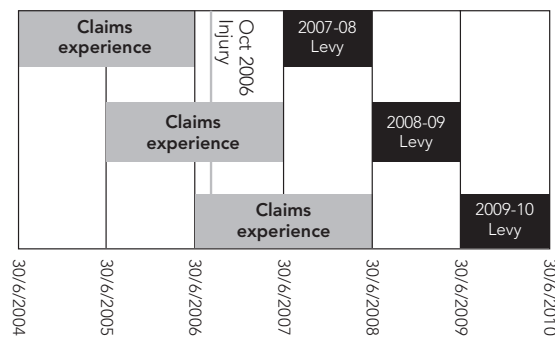 Claims
experience
Oct 2006
Injury
2007-08
Levy
Claims
experience
2008-09
Levy
Claims
experience
2009-10
Levy
30/6/2004
30/6/2005
30/6/2006
30/6/2007
30/6/2008
30/6/2009
30/6/2010